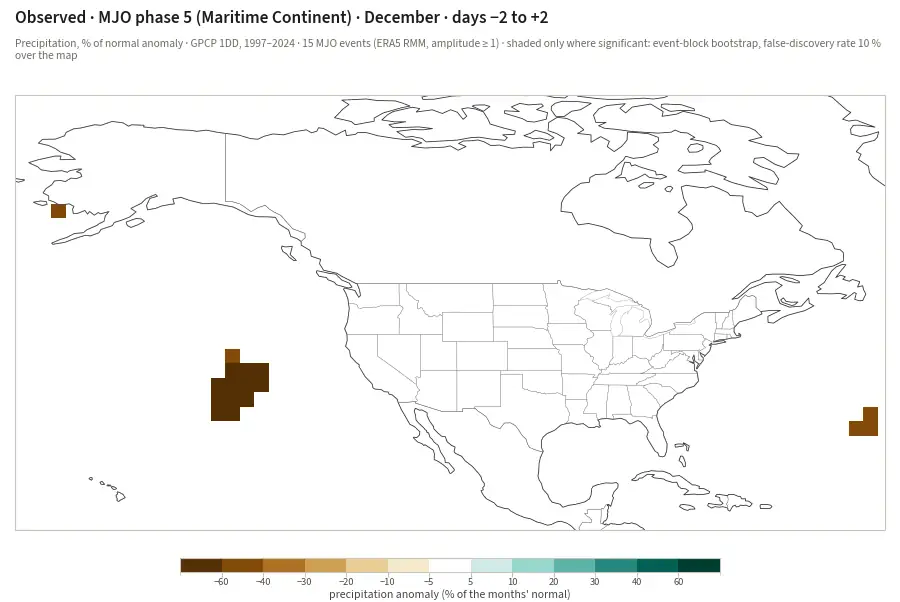 Observed · MJO phase 5 (Maritime Continent) · December · days −2 to +2
Precipitation, % of normal anomaly · GPCP 1DD, 1997–2024 · 15 MJO events (ERA5 RMM, amplitude ≥ 1) · shaded only where significant: event-block bootstrap, false-discovery rate 10 %
over the map
−60 −40 −30 −20 −10 −5 5 10 20 30 40 60
precipitation anomaly (% of the months' normal)